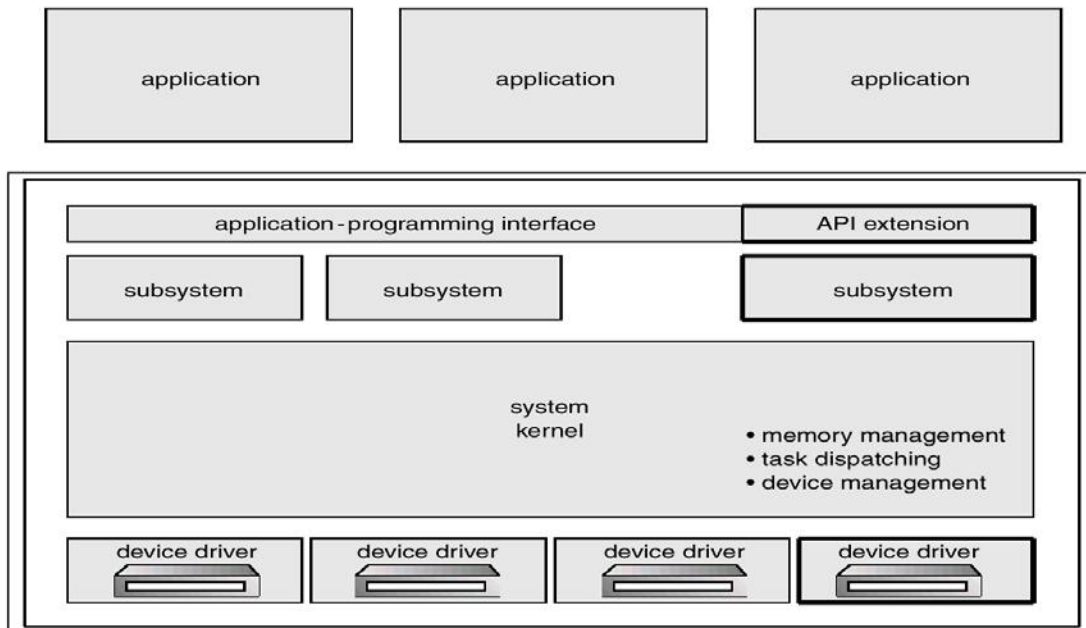 application
application
application
application-programming interface
API extension
subsystem
subsystem
subsystem
system
kernel
• memory management
• task dispatching
• device management
device driver
device driver
device driver
device driver